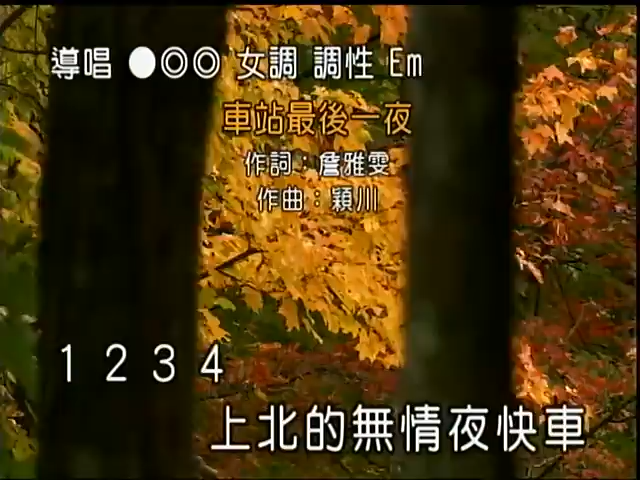 導唱 ●◎◎ 女調 調性 Em
車站最後一夜
作詞：詹雅雯
作曲：穎川
1 2 3 4
上北的無情夜快車